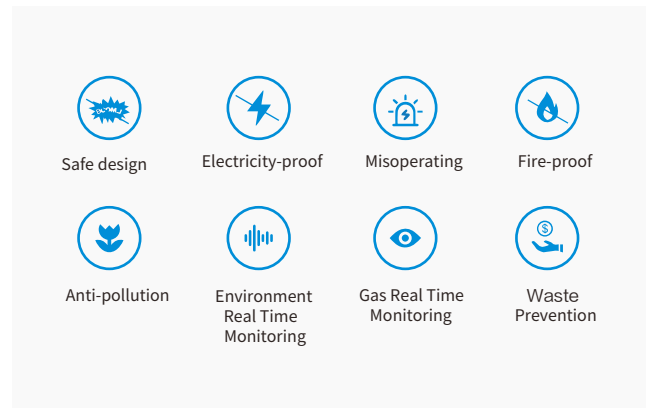 Safe design
Electricity-proof
Misoperating
Fire-proof
$
Anti-pollution
Environment
Real Time
Monitoring
Gas Real Time
Monitoring
Waste
Prevention